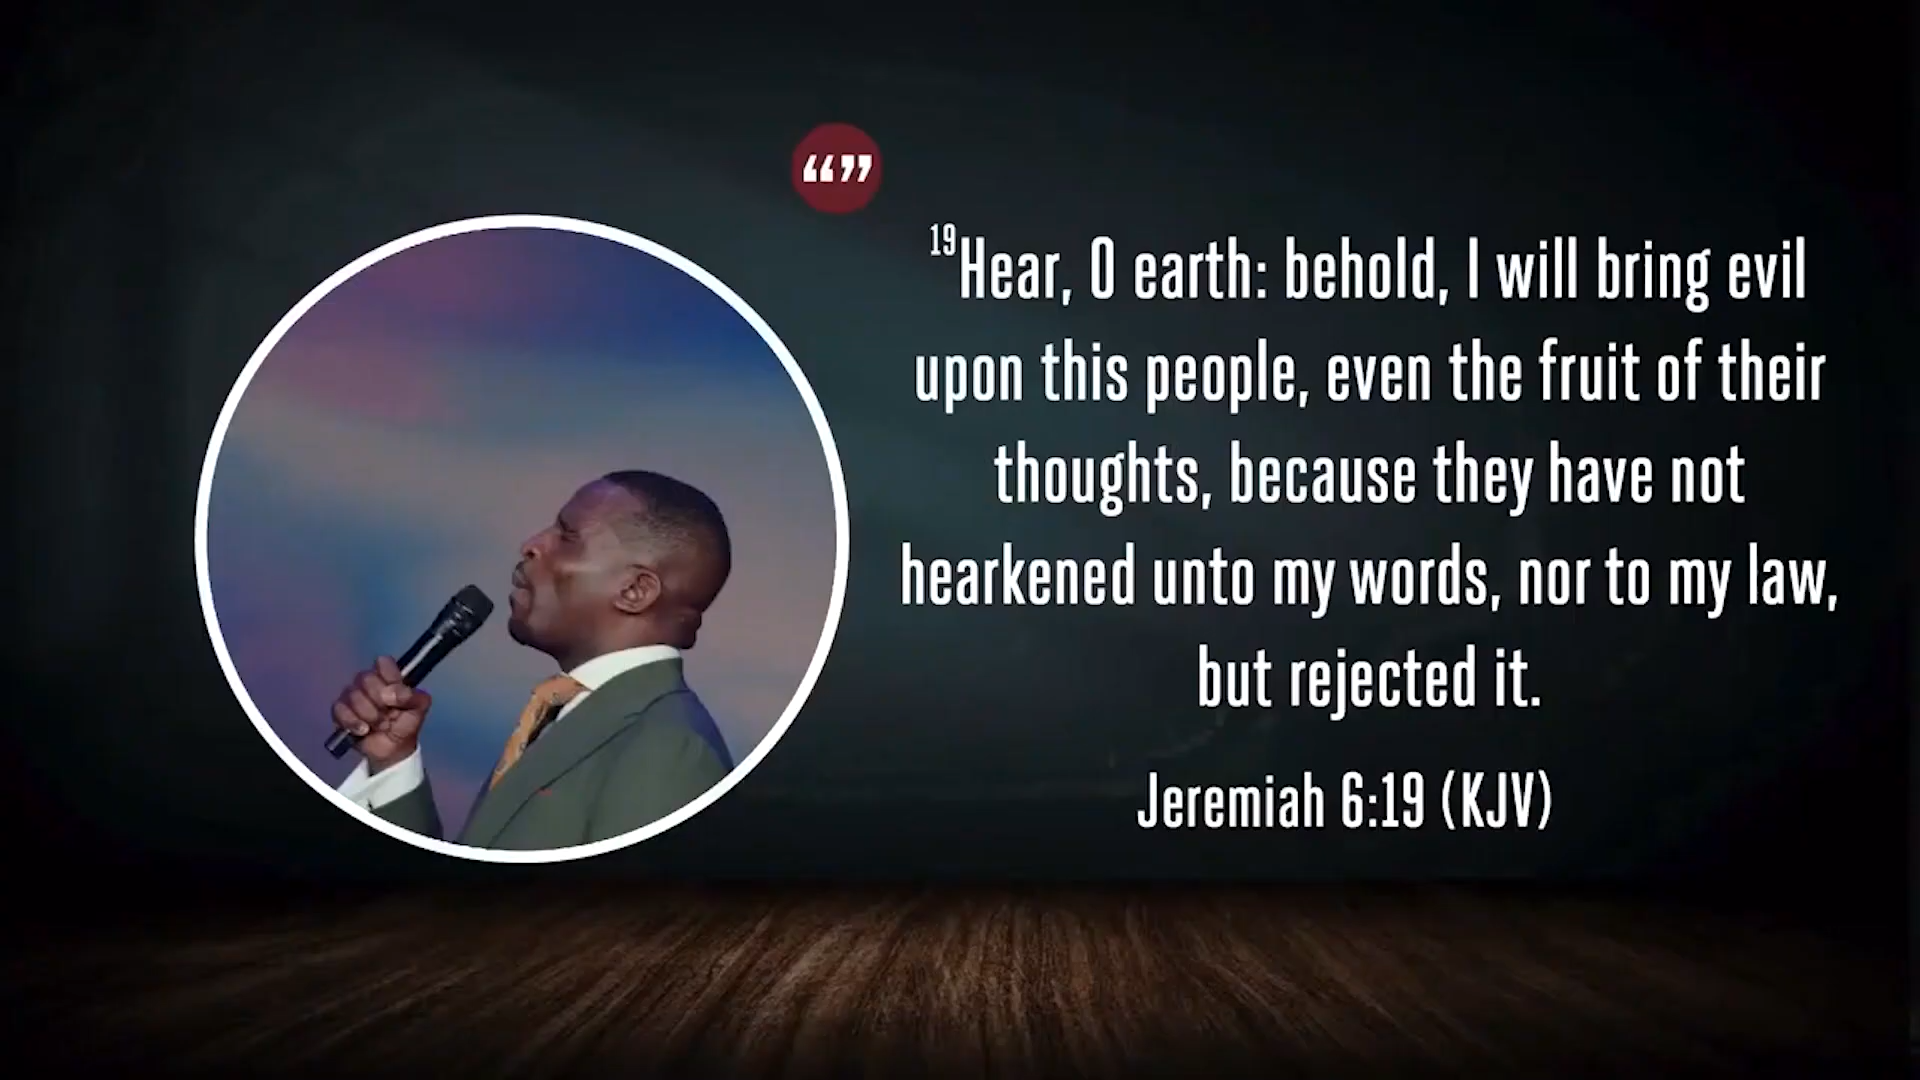 “”
19Hear, O earth: behold, I will bring evil
upon this people, even the fruit of their
thoughts, because they have not
hearkened unto my words, nor to my law,
but rejected it.
Jeremiah 6:19 (KJV)